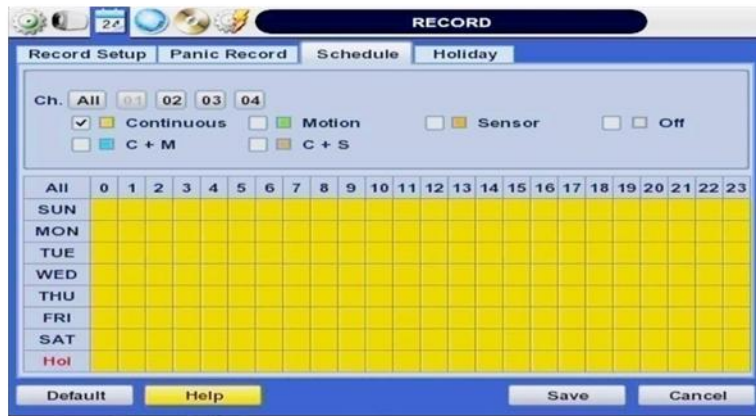 RECORD
Record Setup Panic Record Schedule Holiday
Ch. All 01 02 03 04
Continuous Motion Sensor Off
C + M C + S
All 0 1 2 3 4 5 6 7 8 9 10 11 12 13 14 15 16 17 18 19 20 21 22 23
SUN
MON
TUE
WED
THU
FRI
SAT
Hol
Default Help Save Cancel